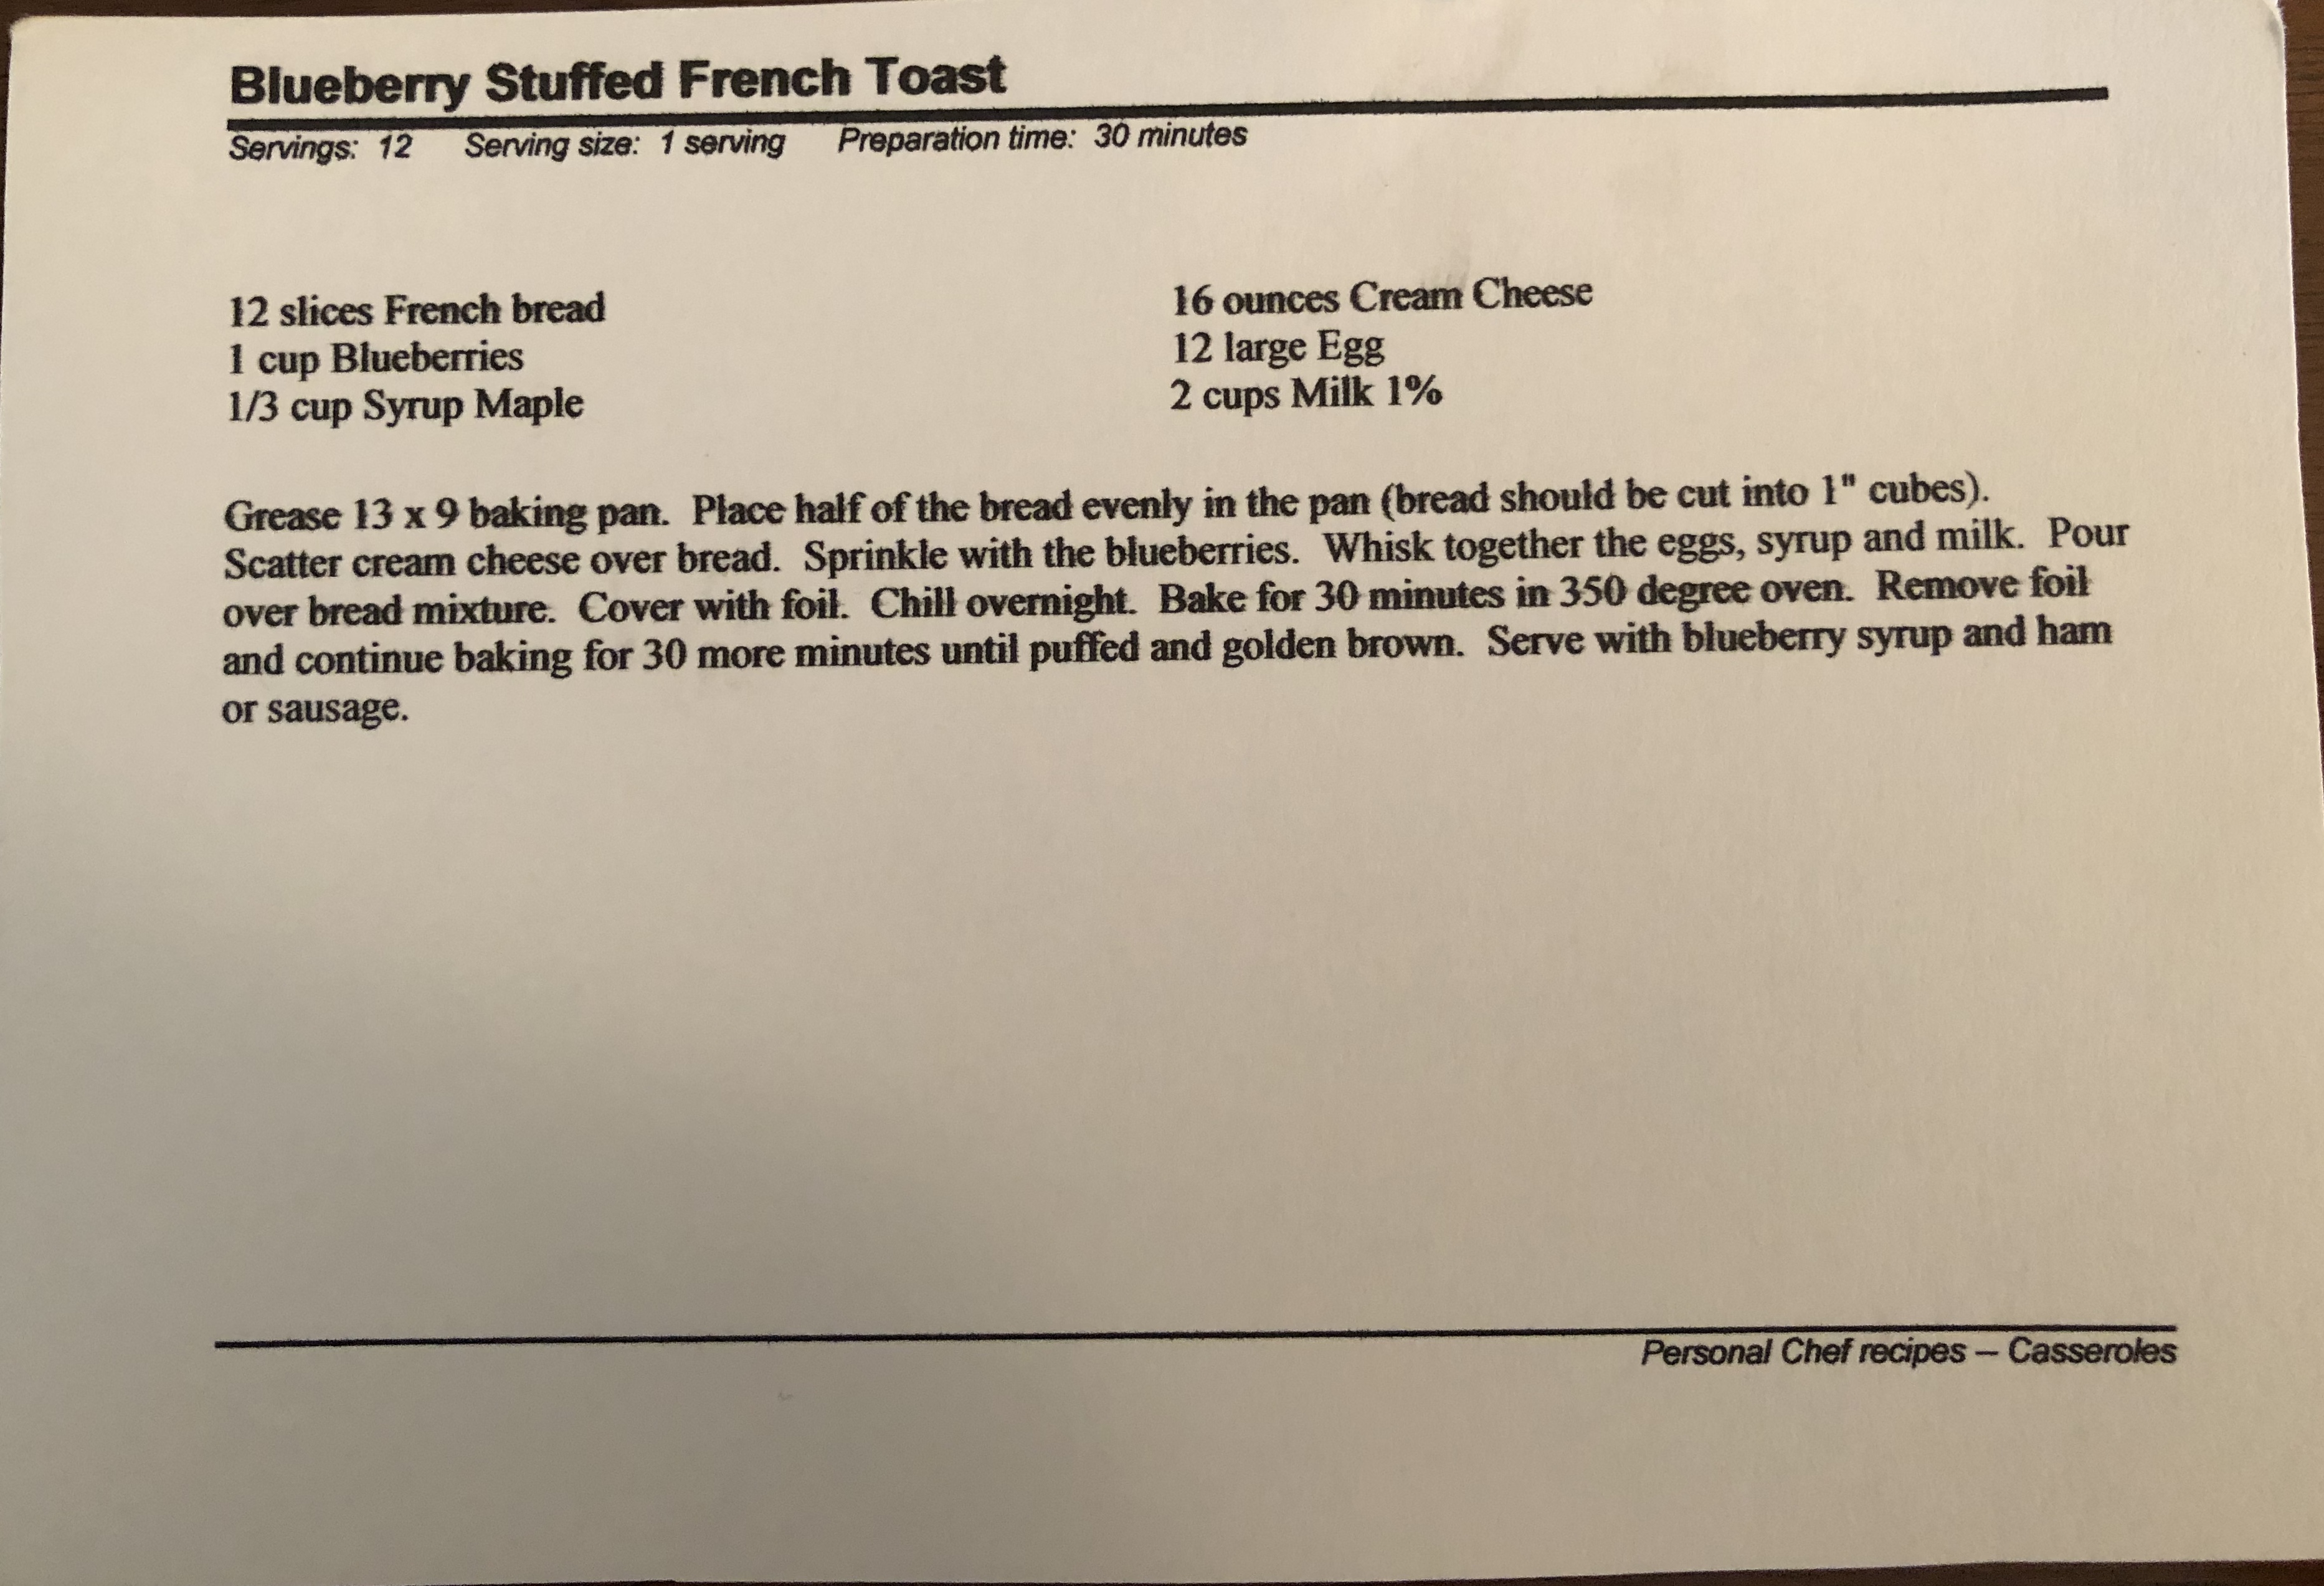 Blueberry Stuffed French Toast
Servings: 12 Serving size: 1 serving Preparation time: 30 minutes
12 slices French bread
1 cup Blueberries
1/3 cup Syrup Maple
16 ounces Cream Cheese
12 large Egg
2 cups Milk 1%
Grease 13 x 9 baking pan. Place half of the bread evenly in the pan (bread should be cut into 1" cubes).
Scatter cream cheese over bread. Sprinkle with the blueberries. Whisk together the eggs, syrup and milk. Pour
over bread mixture. Cover with foil. Chill overnight. Bake for 30 minutes in 350 degree oven. Remove foil
and continue baking for 30 more minutes until puffed and golden brown. Serve with blueberry syrup and ham
or sausage.
Personal Chef recipes – Casseroles